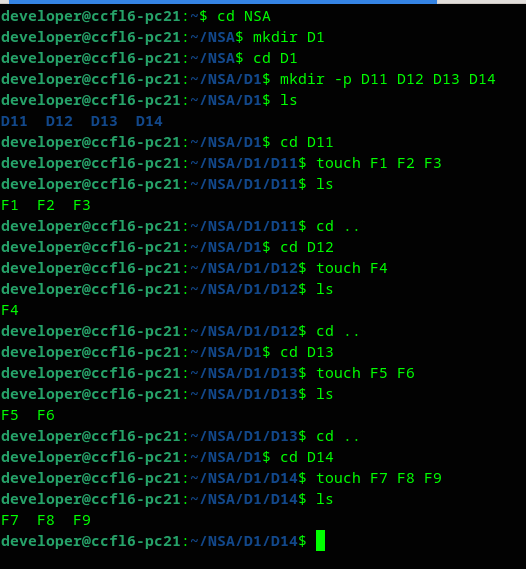 developer@ccfl6-pc21:~$ cd NSA
developer@ccfl6-pc21:~/NSA$ mkdir D1
developer@ccfl6-pc21:~/NSA$ cd D1
developer@ccfl6-pc21:~/NSA/D1$ mkdir -p D11 D12 D13 D14
developer@ccfl6-pc21:~/NSA/D1$ ls
D11  D12  D13  D14
developer@ccfl6-pc21:~/NSA/D1$ cd D11
developer@ccfl6-pc21:~/NSA/D1/D11$ touch F1 F2 F3
developer@ccfl6-pc21:~/NSA/D1/D11$ ls
F1  F2  F3
developer@ccfl6-pc21:~/NSA/D1/D11$ cd ..
developer@ccfl6-pc21:~/NSA/D1$ cd D12
developer@ccfl6-pc21:~/NSA/D1/D12$ touch F4
developer@ccfl6-pc21:~/NSA/D1/D12$ ls
F4
developer@ccfl6-pc21:~/NSA/D1/D12$ cd ..
developer@ccfl6-pc21:~/NSA/D1$ cd D13
developer@ccfl6-pc21:~/NSA/D1/D13$ touch F5 F6
developer@ccfl6-pc21:~/NSA/D1/D13$ ls
F5  F6
developer@ccfl6-pc21:~/NSA/D1/D13$ cd ..
developer@ccfl6-pc21:~/NSA/D1$ cd D14
developer@ccfl6-pc21:~/NSA/D1/D14$ touch F7 F8 F9
developer@ccfl6-pc21:~/NSA/D1/D14$ ls
F7  F8  F9
developer@ccfl6-pc21:~/NSA/D1/D14$